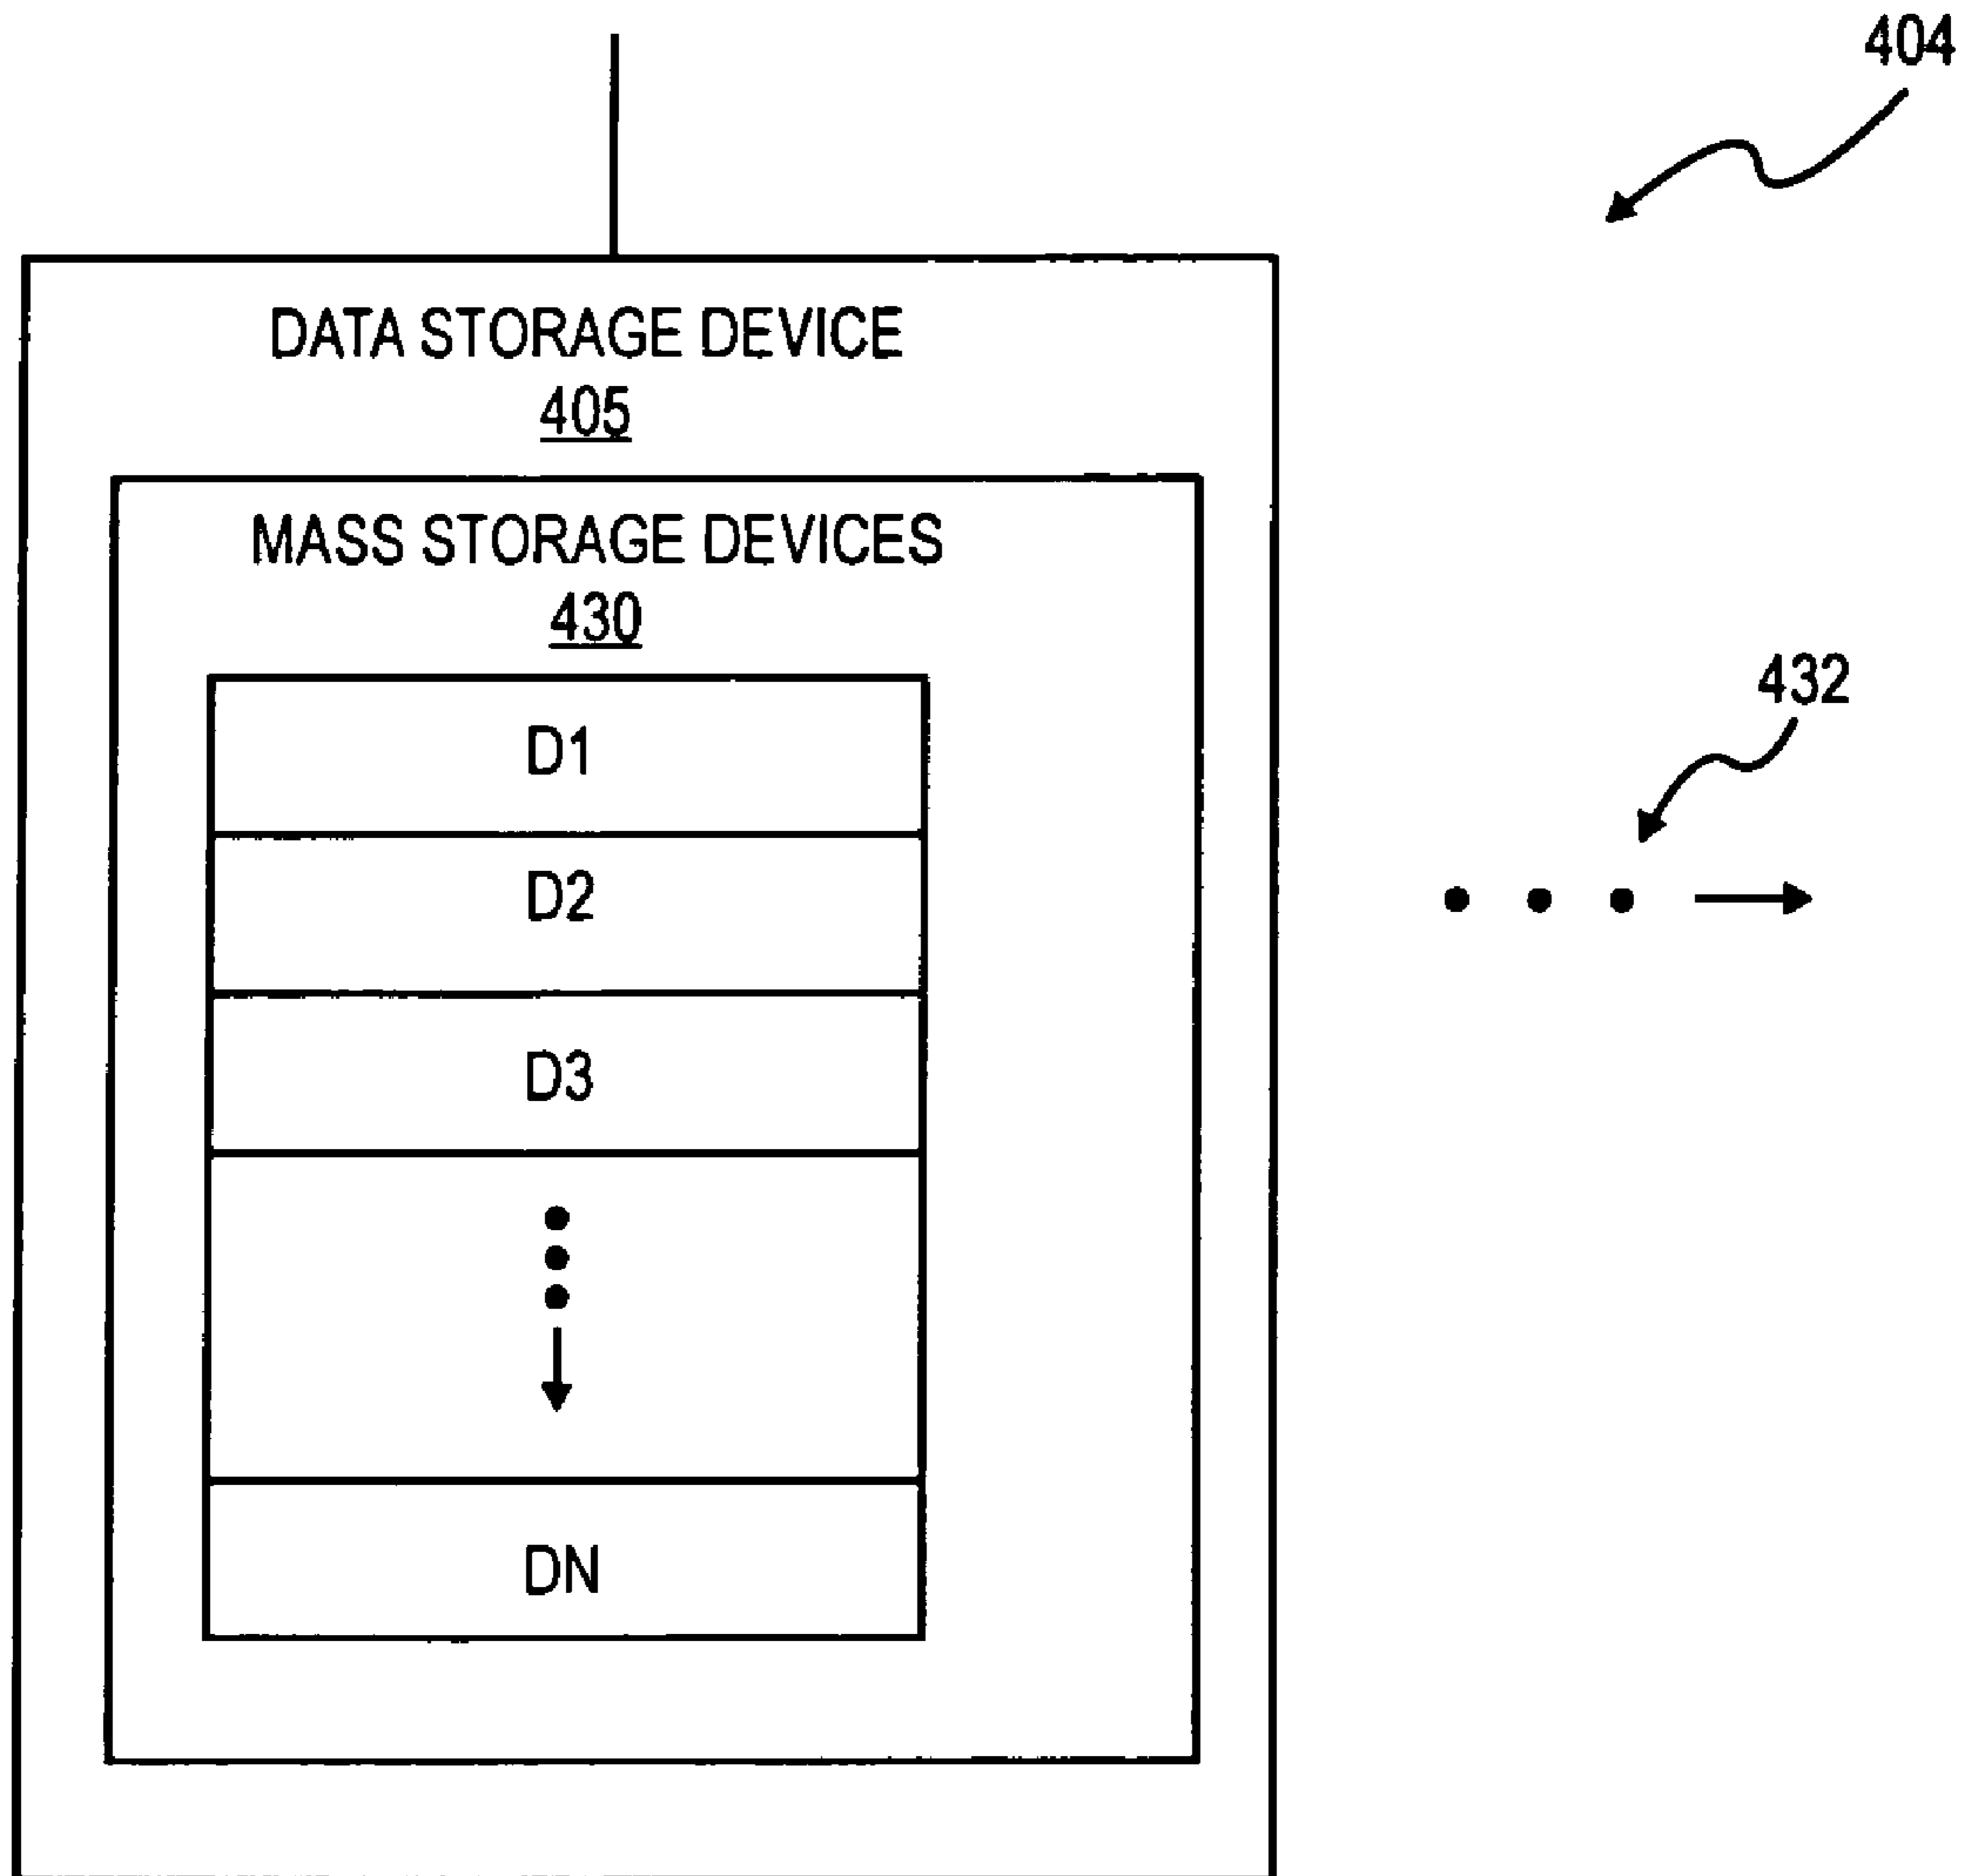 404
DATA STORAGE DEVICE
405
MASS STORAGE DEVICES
430
432
D1
D2
D3
DN